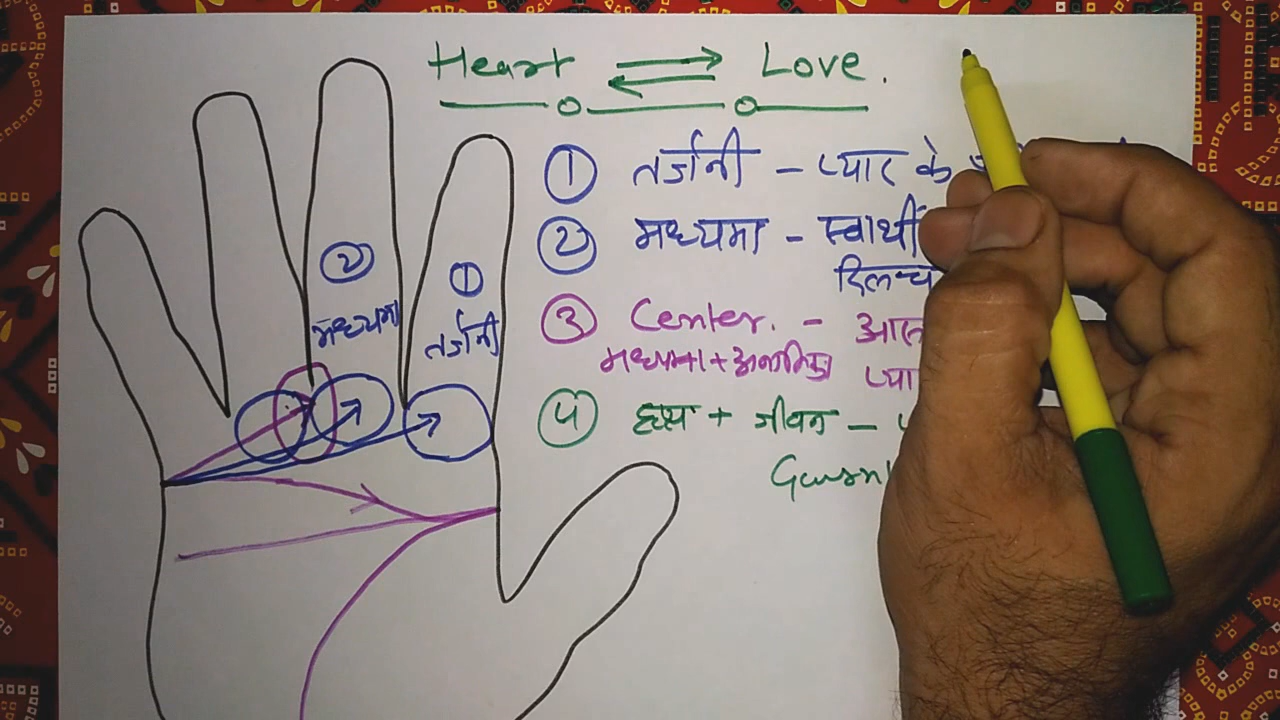 Heart ⇌ Love.
① तर्जनी - प्यार के
② मध्यमा - स्वार्थी
दिलच
③ Center. - आत
मध्यमा + अनामिका प्या
④ हृदय + जीवन -
②
मध्यमा
①
तर्जनी